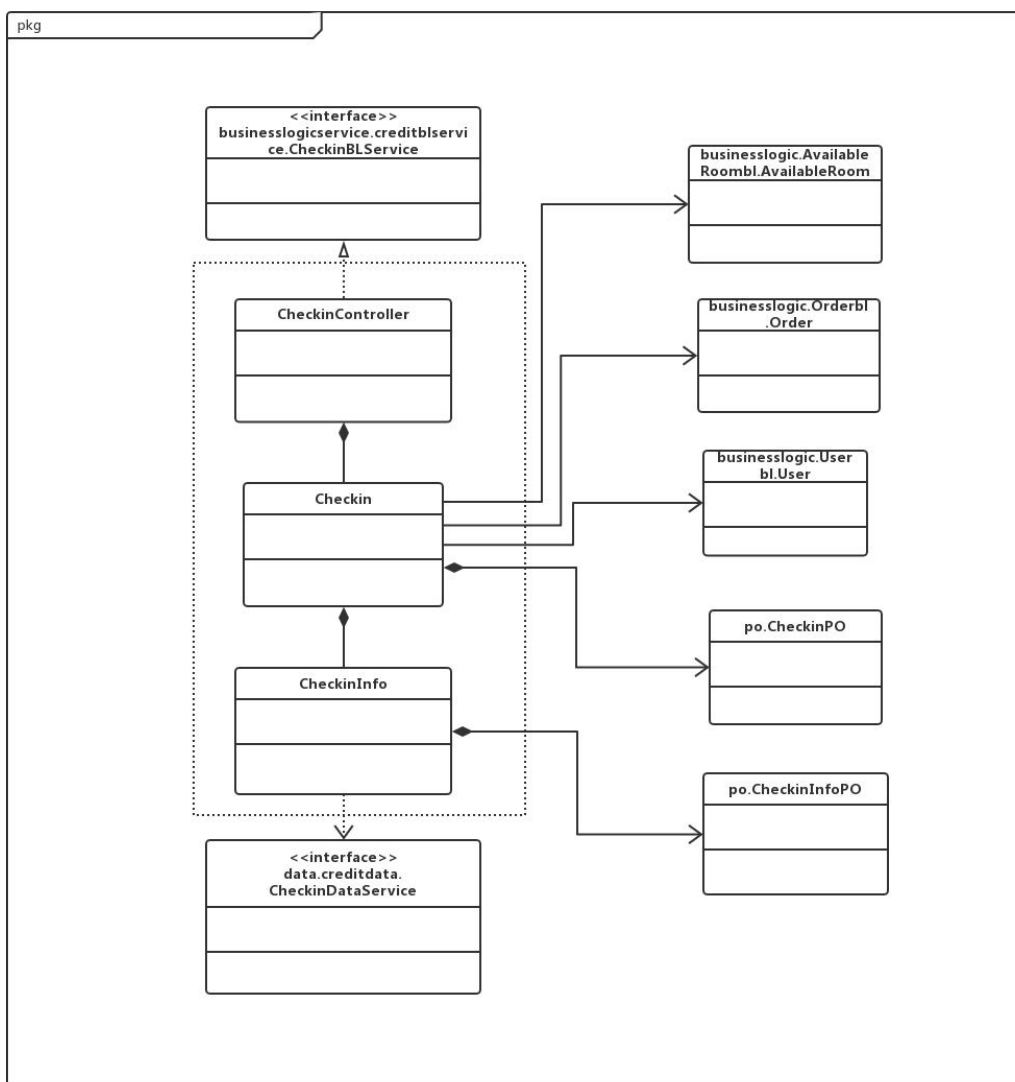 pkg
<<interface>>
businesslogicservice.creditblservi
ce.CheckinBLService
businesslogic.Available
Roombl.AvailableRoom
CheckinController
businesslogic.Orderbl
.Order
businesslogic.User
bl.User
Checkin
po.CheckinPO
CheckinInfo
po.CheckinInfoPO
<<interface>>
data.creditdata.
CheckinDataService